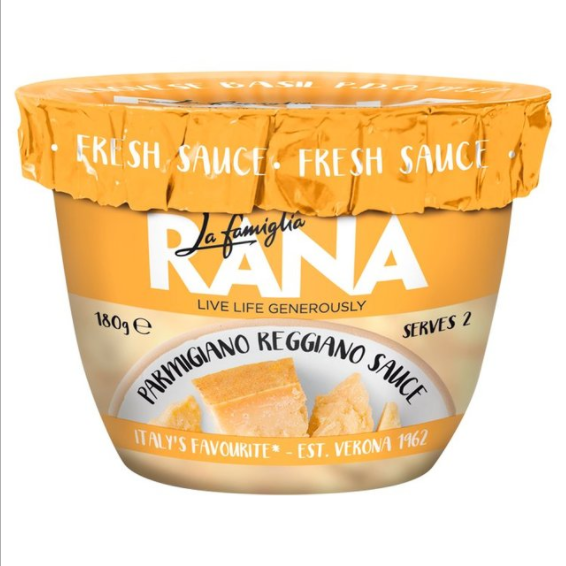 • FRESH SAUCE • FRESH SAUCE •
La famiglia
RANA
LIVE LIFE GENEROUSLY
180g ℮
SERVES 2
PARMIGIANO REGGIANO SAUCE
ITALY'S FAVOURITE* - EST. VERONA 1962